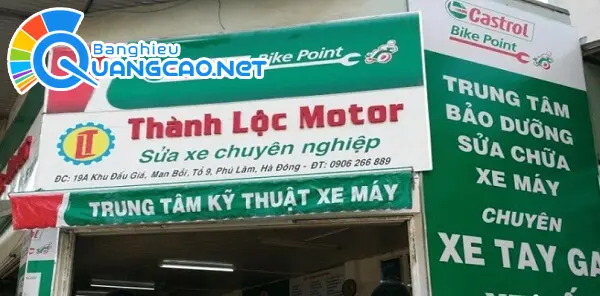 Banghieu
QUANGCAO.NET
Bike Point
Thành Lộc Motor
Sửa xe chuyên nghiệp
ĐC: 19A Khu Đấu Giá, Man Bồi, Tổ 9, Phú Lãm, Hà Đông - ĐT: 0906 266 889
TRUNG TÂM KỸ THUẬT XE MÁY
Castrol
Bike Point
TRUNG TÂM
BẢO DƯỠNG
SỬA CHỮA
XE MÁY
CHUYÊN
XE TAY GA